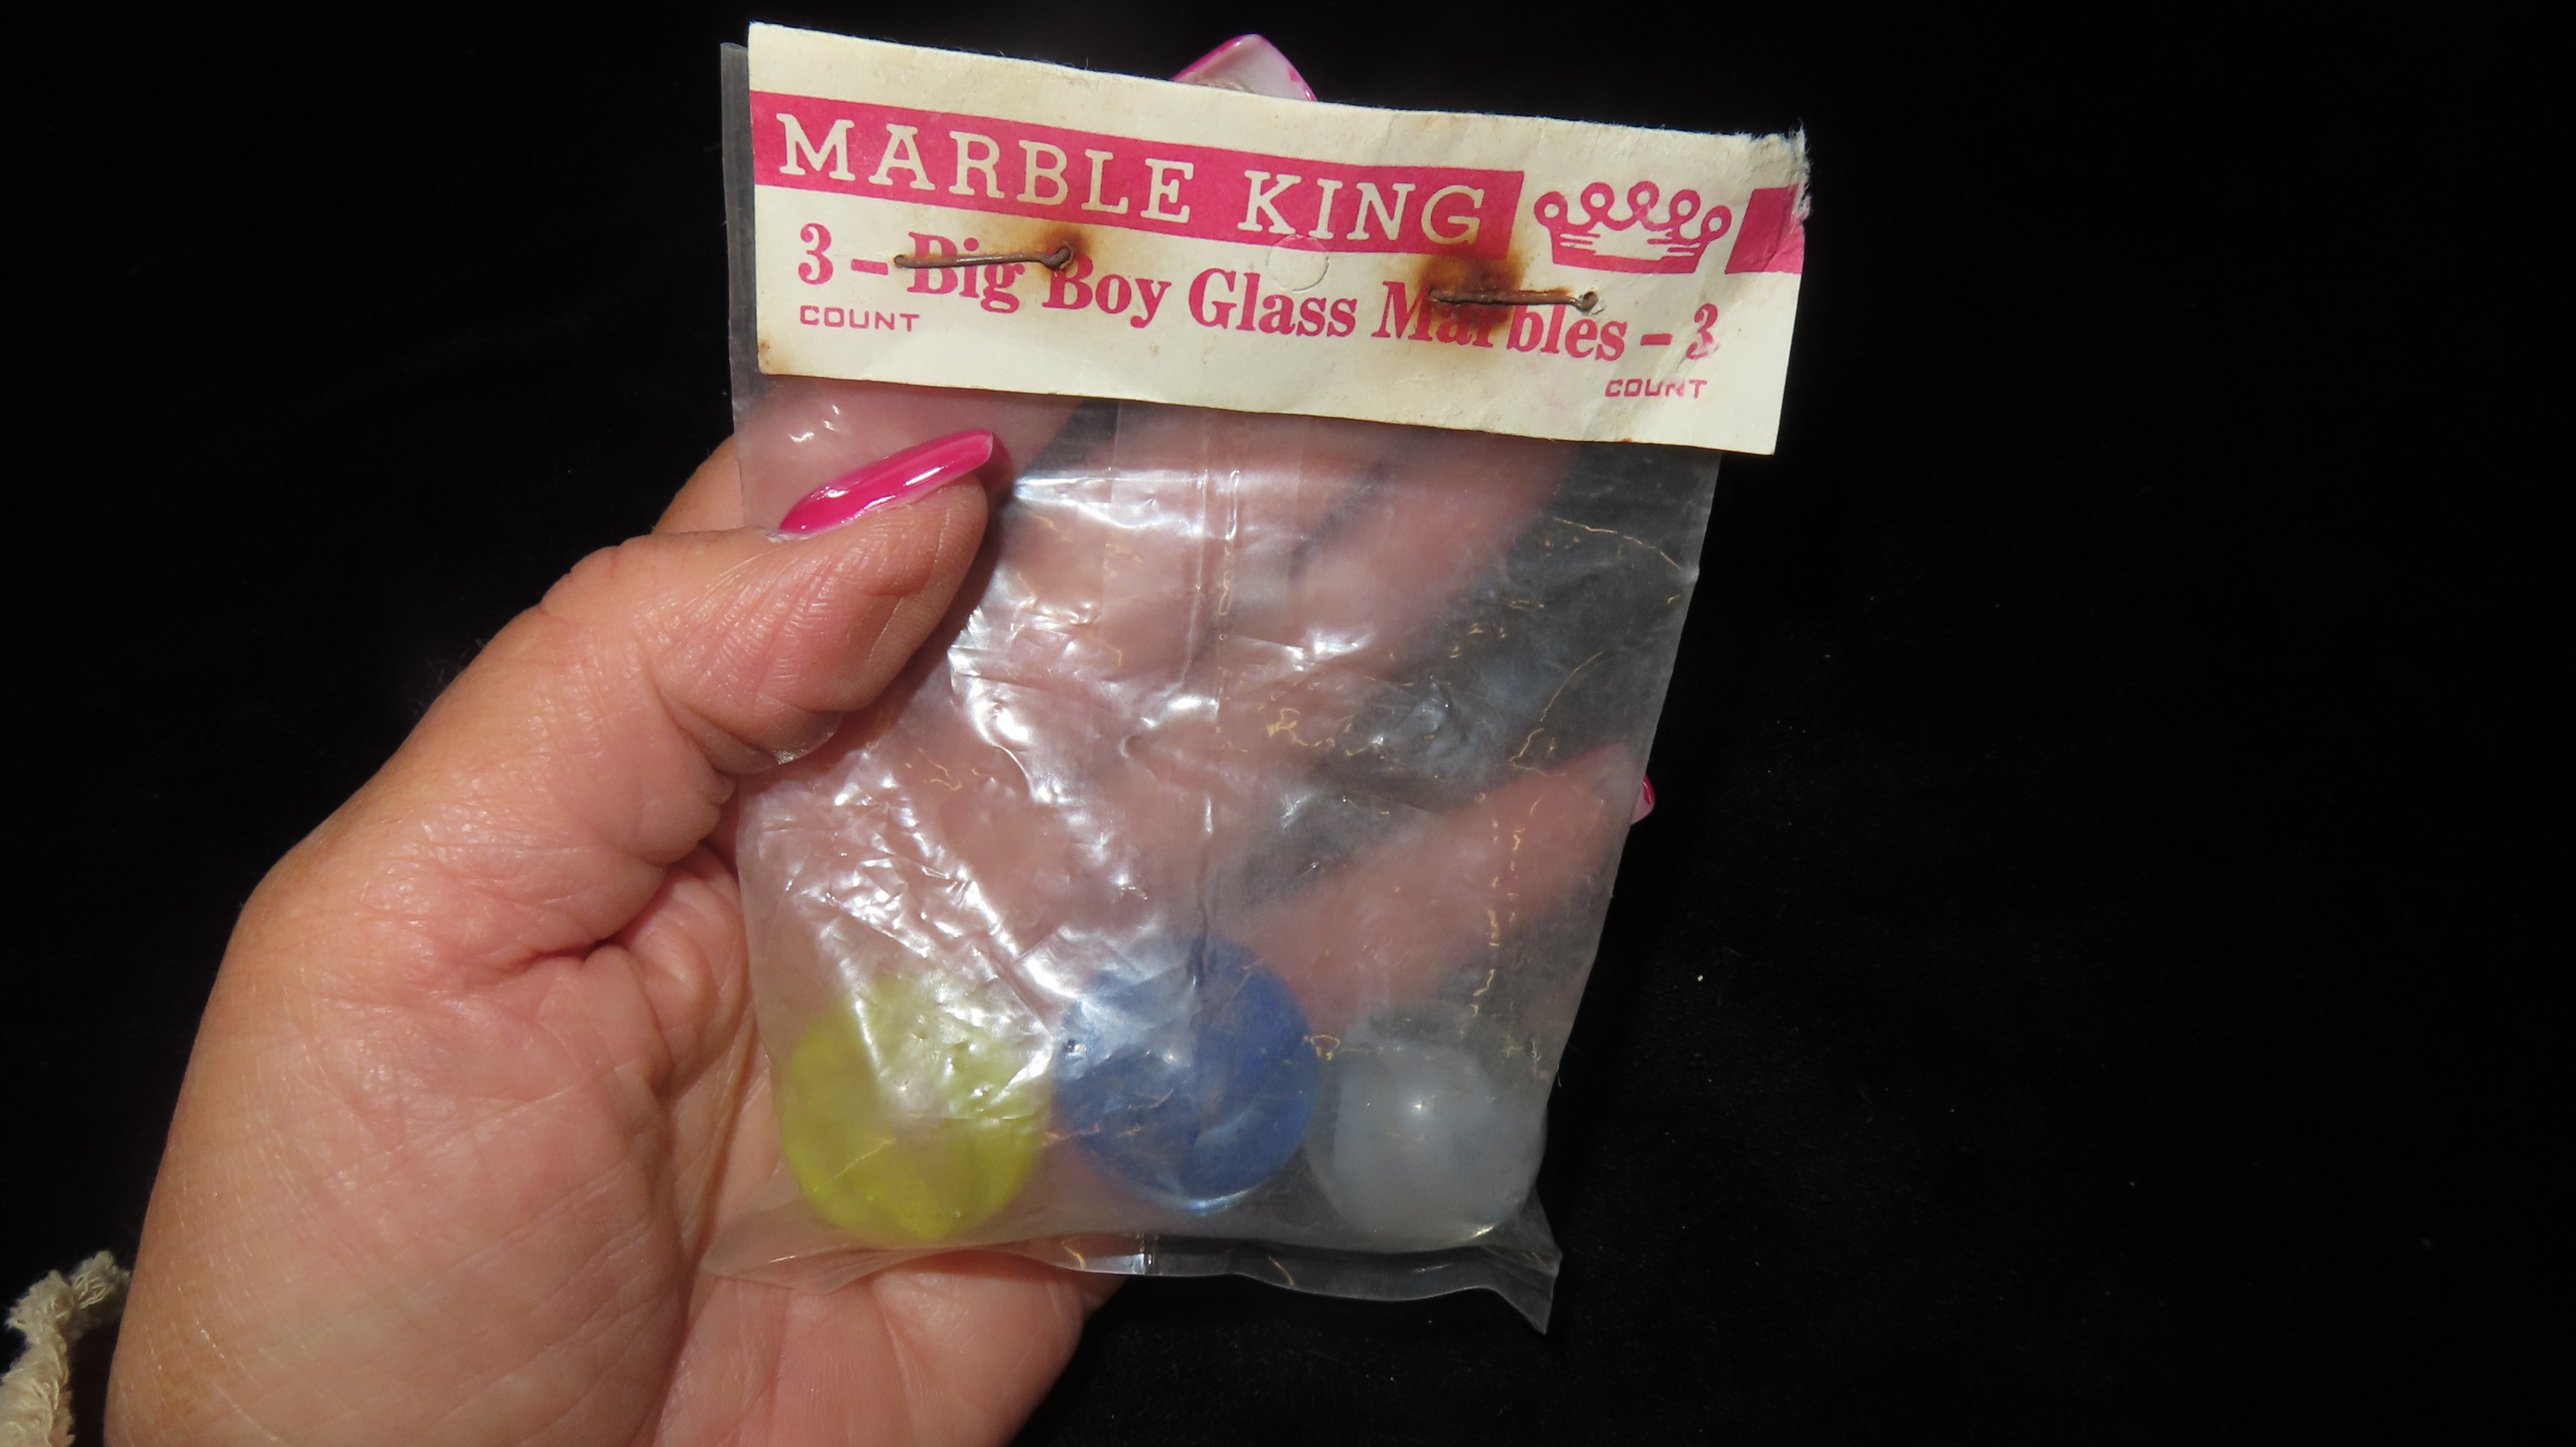 MARBLE KING
3 - Big Boy Glass Marbles - 3
COUNT
COUNT